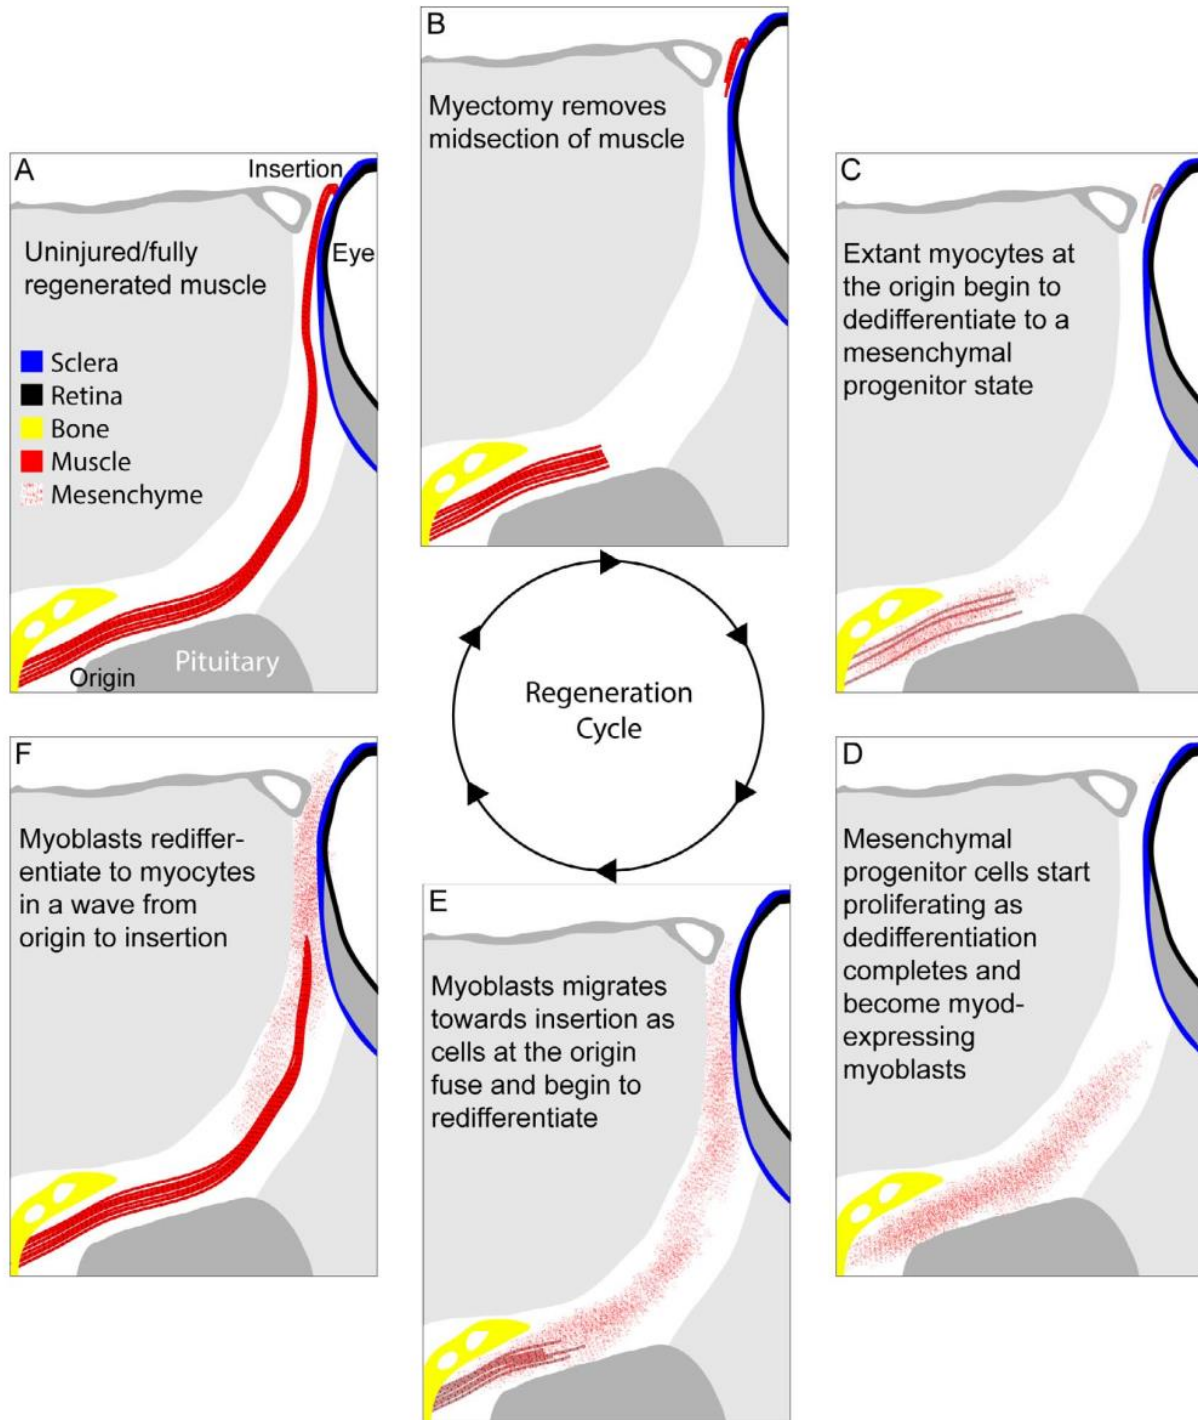 A
Insertion
Uninjured/fully
regenerated muscle
Eye
Sclera
Retina
Bone
Muscle
Mesenchyme
Pituitary
Origin
B
Myectomy removes
midsection of muscle
C
Extant myocytes at
the origin begin to
dedifferentiate to a
mesenchymal
progenitor state
Regeneration
Cycle
D
Mesenchymal
progenitor cells start
proliferating as
dedifferentiation
completes and
become myod-
expressing
myoblasts
E
Myoblasts migrates
towards insertion as
cells at the origin
fuse and begin to
redifferentiate
F
Myoblasts rediffer-
entiate to myocytes
in a wave from
origin to insertion